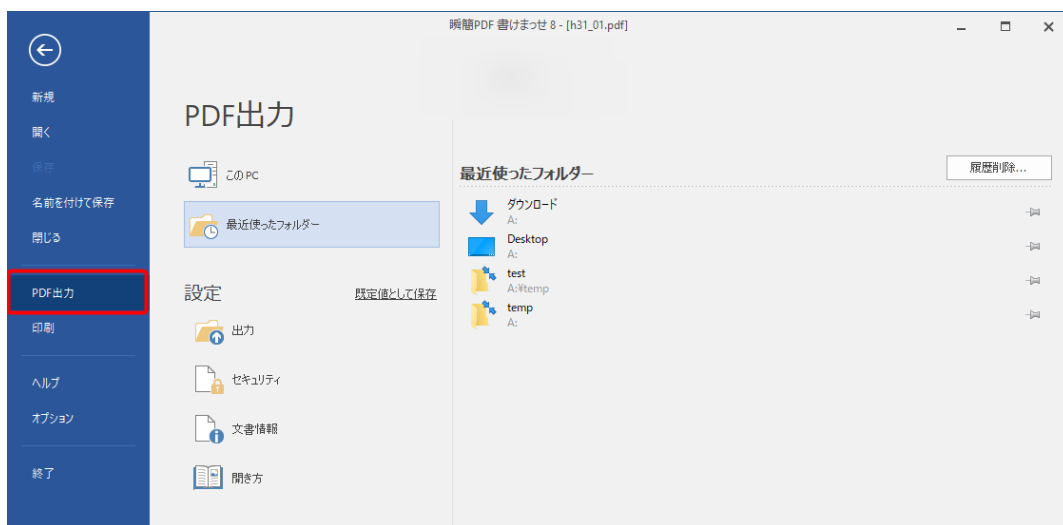 瞬簡PDF 書けまっせ 8 - [h31_01.pdf]
新規
開く
保存
名前を付けて保存
閉じる
PDF出力
印刷
ヘルプ
オプション
終了
PDF出力
この PC
最近使ったフォルダー
設定
既定値として保存
出力
セキュリティ
文書情報
開き方
最近使ったフォルダー
履歴削除...
ダウンロード
A:
Desktop
A:
test
A:¥temp
temp
A: